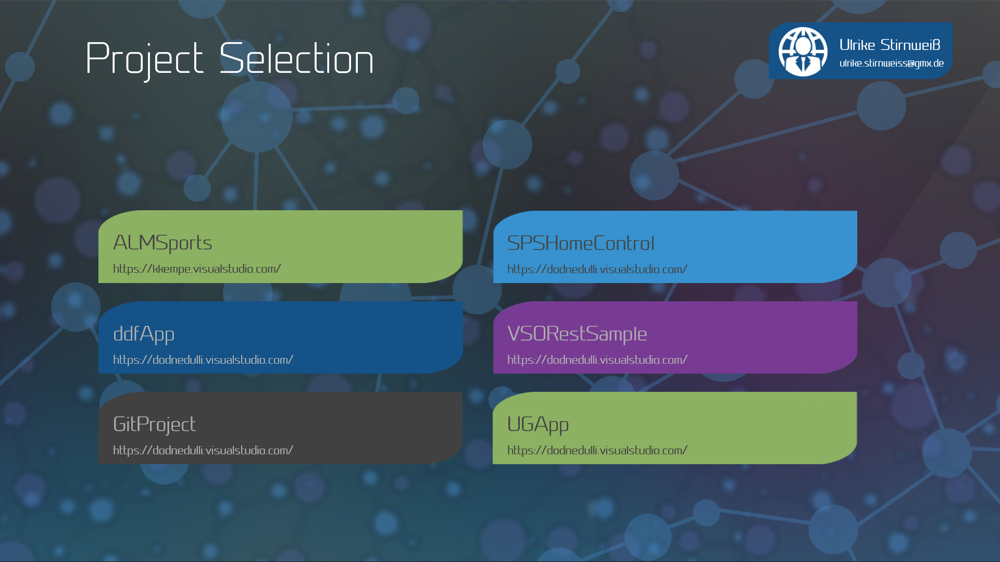 Project Selection
Ulrike Stirnweiß
ulrike.stirnweiss@gmx.de
ALMSports
https://kkempe.visualstudio.com/
SPSHomeControl
https://dodnedulli.visualstudio.com/
ddfApp
https://dodnedulli.visualstudio.com/
VSORestSample
https://dodnedulli.visualstudio.com/
GitProject
https://dodnedulli.visualstudio.com/
UGApp
https://dodnedulli.visualstudio.com/